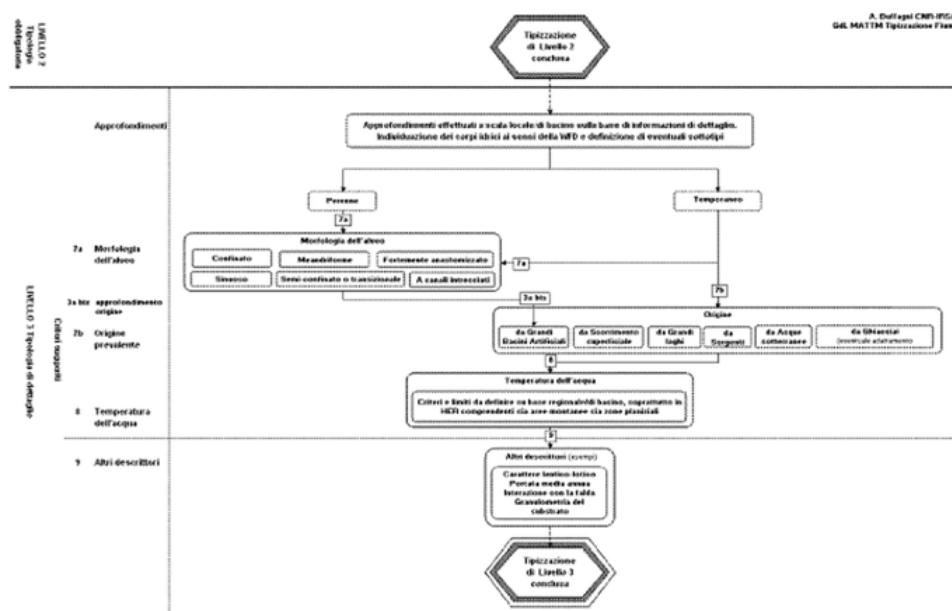 LIVELLO 2
Tipologia
obbligatoria
A. Buffagni CNR-IRSA
GdL MATTM Tipizzazione Fiumi
Tipizzazione
di Livello 2
conclusa
Approfondimenti
Approfondimenti effettuati a scala locale/di bacino sulla base di informazioni di dettaglio.
Individuazione dei corpi idrici ai sensi della WFD e definizione di eventuali sottotipi
Perenne
Temporaneo
7a
7a Morfologia
dell'alveo
Morfologia dell'alveo
Confinato
Meandriforme
Fortemente anastomizzato
Sinuoso
Semi confinato o transizionale
A canali intrecciati
7a
7b
LIVELLO 3 Tipologia di dettaglio
Criteri suggeriti
3a bis approfondimento
origine
3a bis
7b Origine
prevalente
Origine
da Grandi
Bacini Artificiali
da Scorrimento
superficiale
da Grandi
laghi
da
Sorgenti
da Acque
sotterranee
da Ghiacciai
(eventuale adattamento
8
8 Temperatura
dell'acqua
Temperatura dell'acqua
Criteri e limiti da definire su base regionale/di bacino, soprattutto in
HER comprendenti sia aree montane sia zone planiziali
9
9 Altri descrittori
Altri descrittori (esempi)
Carattere lentico-lotico
Portata media annua
Interazione con la falda
Granulometria del
substrato
Tipizzazione
di Livello 3
conclusa